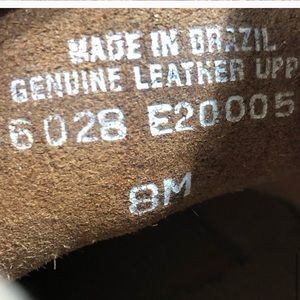 MADE IN BRAZIL
GENUINE LEATHER UPP
6028 E20005
8M